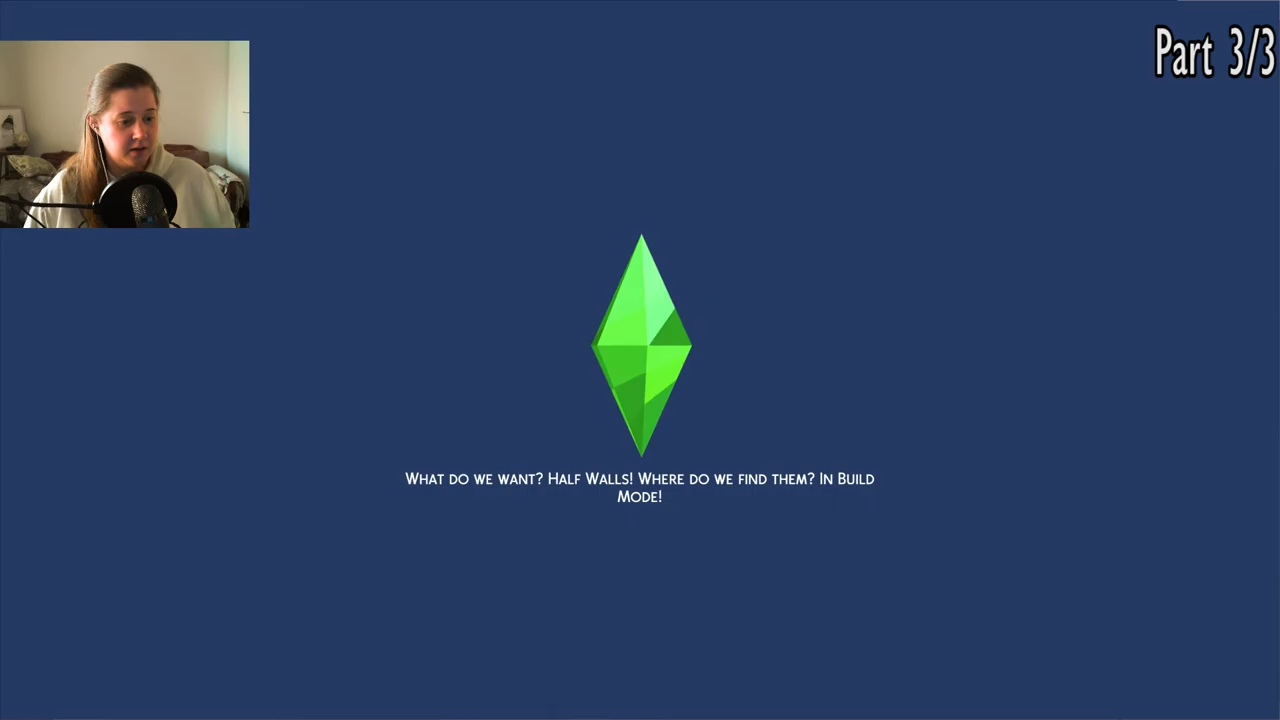 Part 3/3
What do we want? Half Walls! Where do we find them? In Build
Mode!